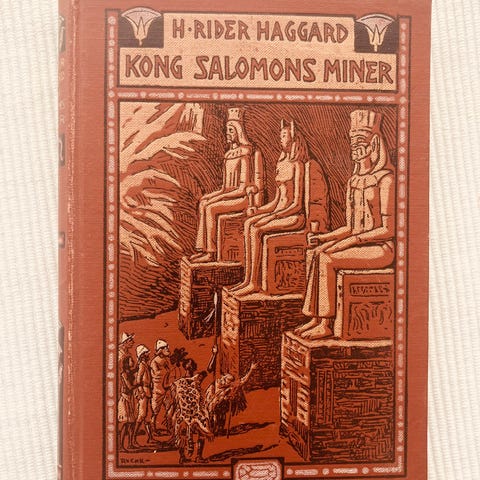 H·RIDER HAGGARD
KONG SALOMONS MINER